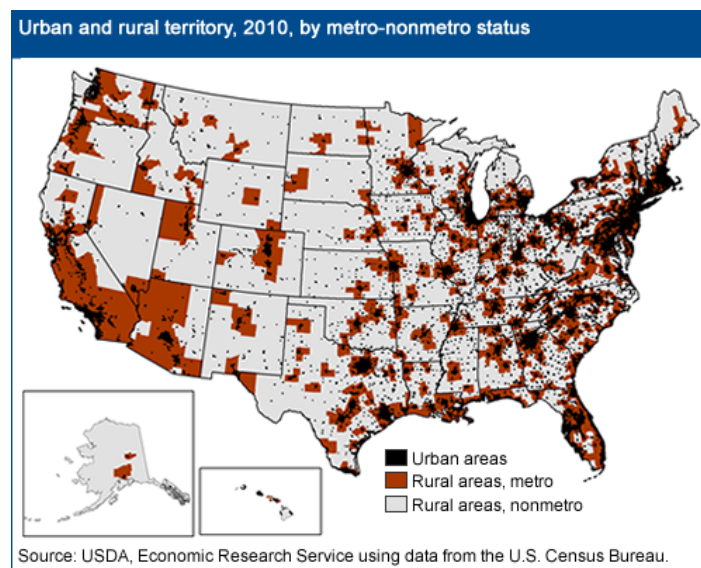 Urban and rural territory, 2010, by metro-nonmetro status
Urban areas
Rural areas, metro
Rural areas, nonmetro
Source: USDA, Economic Research Service using data from the U.S. Census Bureau.